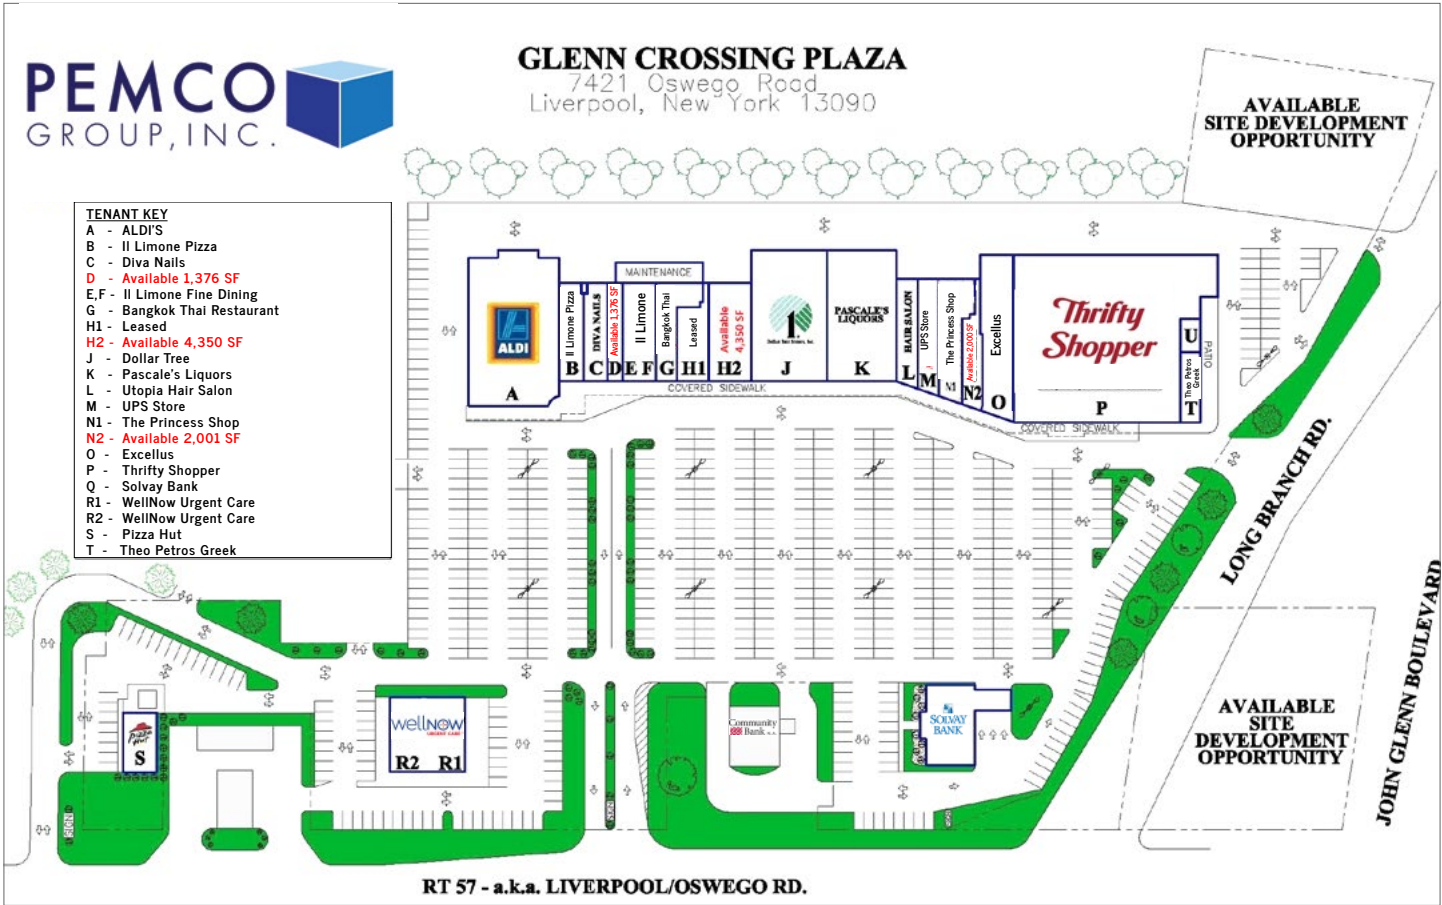 PEMCO
GROUP, INC.
GLENN CROSSING PLAZA
7421 Oswego Road
Liverpool, New York 13090
AVAILABLE
SITE DEVELOPMENT
OPPORTUNITY
TENANT KEY
A - ALDI'S
B - Il Limone Pizza
C - Diva Nails
D - Available 1,376 SF
E,F - Il Limone Fine Dining
G - Bangkok Thai Restaurant
H1 - Leased
H2 - Available 4,350 SF
J - Dollar Tree
K - Pascale's Liquors
L - Utopia Hair Salon
M - UPS Store
N1 - The Princess Shop
N2 - Available 2,001 SF
O - Excellus
P - Thrifty Shopper
Q - Solvay Bank
R1 - WellNow Urgent Care
R2 - WellNow Urgent Care
S - Pizza Hut
T - Theo Petros Greek
MAINTENANCE
ALDI
A
Il Limone Pizza
B
DIVA NAILS
C
Available 1,376 SF
D
Il Limone
E F
Bangkok Thai
G
Leased
H1
Available
4,350 SF
H2
1
J
PASCALE'S
LIQUORS
K
HAIR SALON
L
UPS Store
M
The Princess Shop
N1
Available 2,000 SF
N2
Excellus
O
Thrifty
Shopper
P
U
Theo Petros
Greek
T
PATIO
COVERED SIDEWALK
COVERED SIDEWALK
LONG BRANCH RD.
JOHN GLENN BOULEVARD
AVAILABLE
SITE
DEVELOPMENT
OPPORTUNITY
Pizza
Hut
S
wellnow
URGENT CARE
R2 R1
Community
Bank
SOLVAY
BANK
SIGN
SIGN
RT 57 - a.k.a. LIVERPOOL/OSWEGO RD.